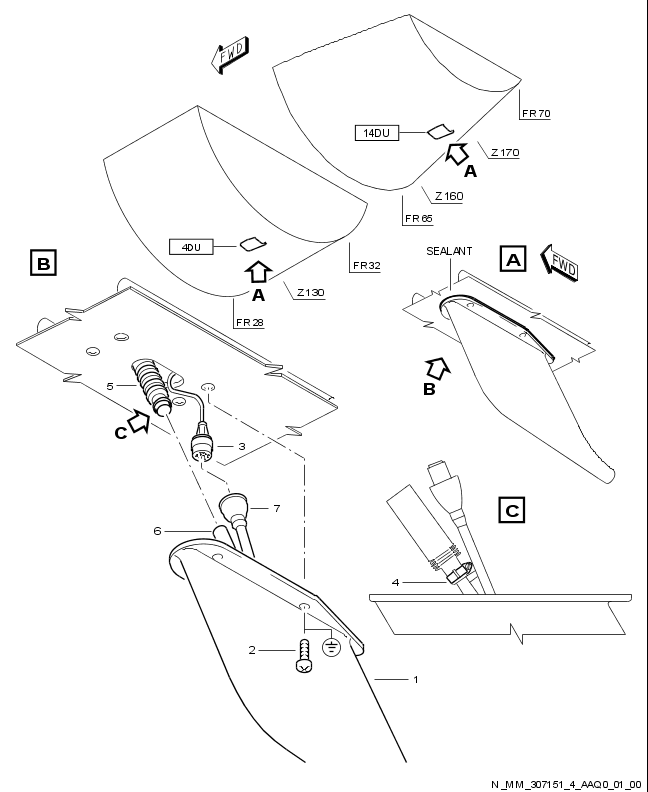 FWD
FR70
14DU
Z170
A
Z160
FR65
4DU
FR32
A
Z130
FR28
B
SEALANT
A
FWD
B
5
C
3
7
6
C
4
2
1
N_MM_307151_4_AAQ0_01_00